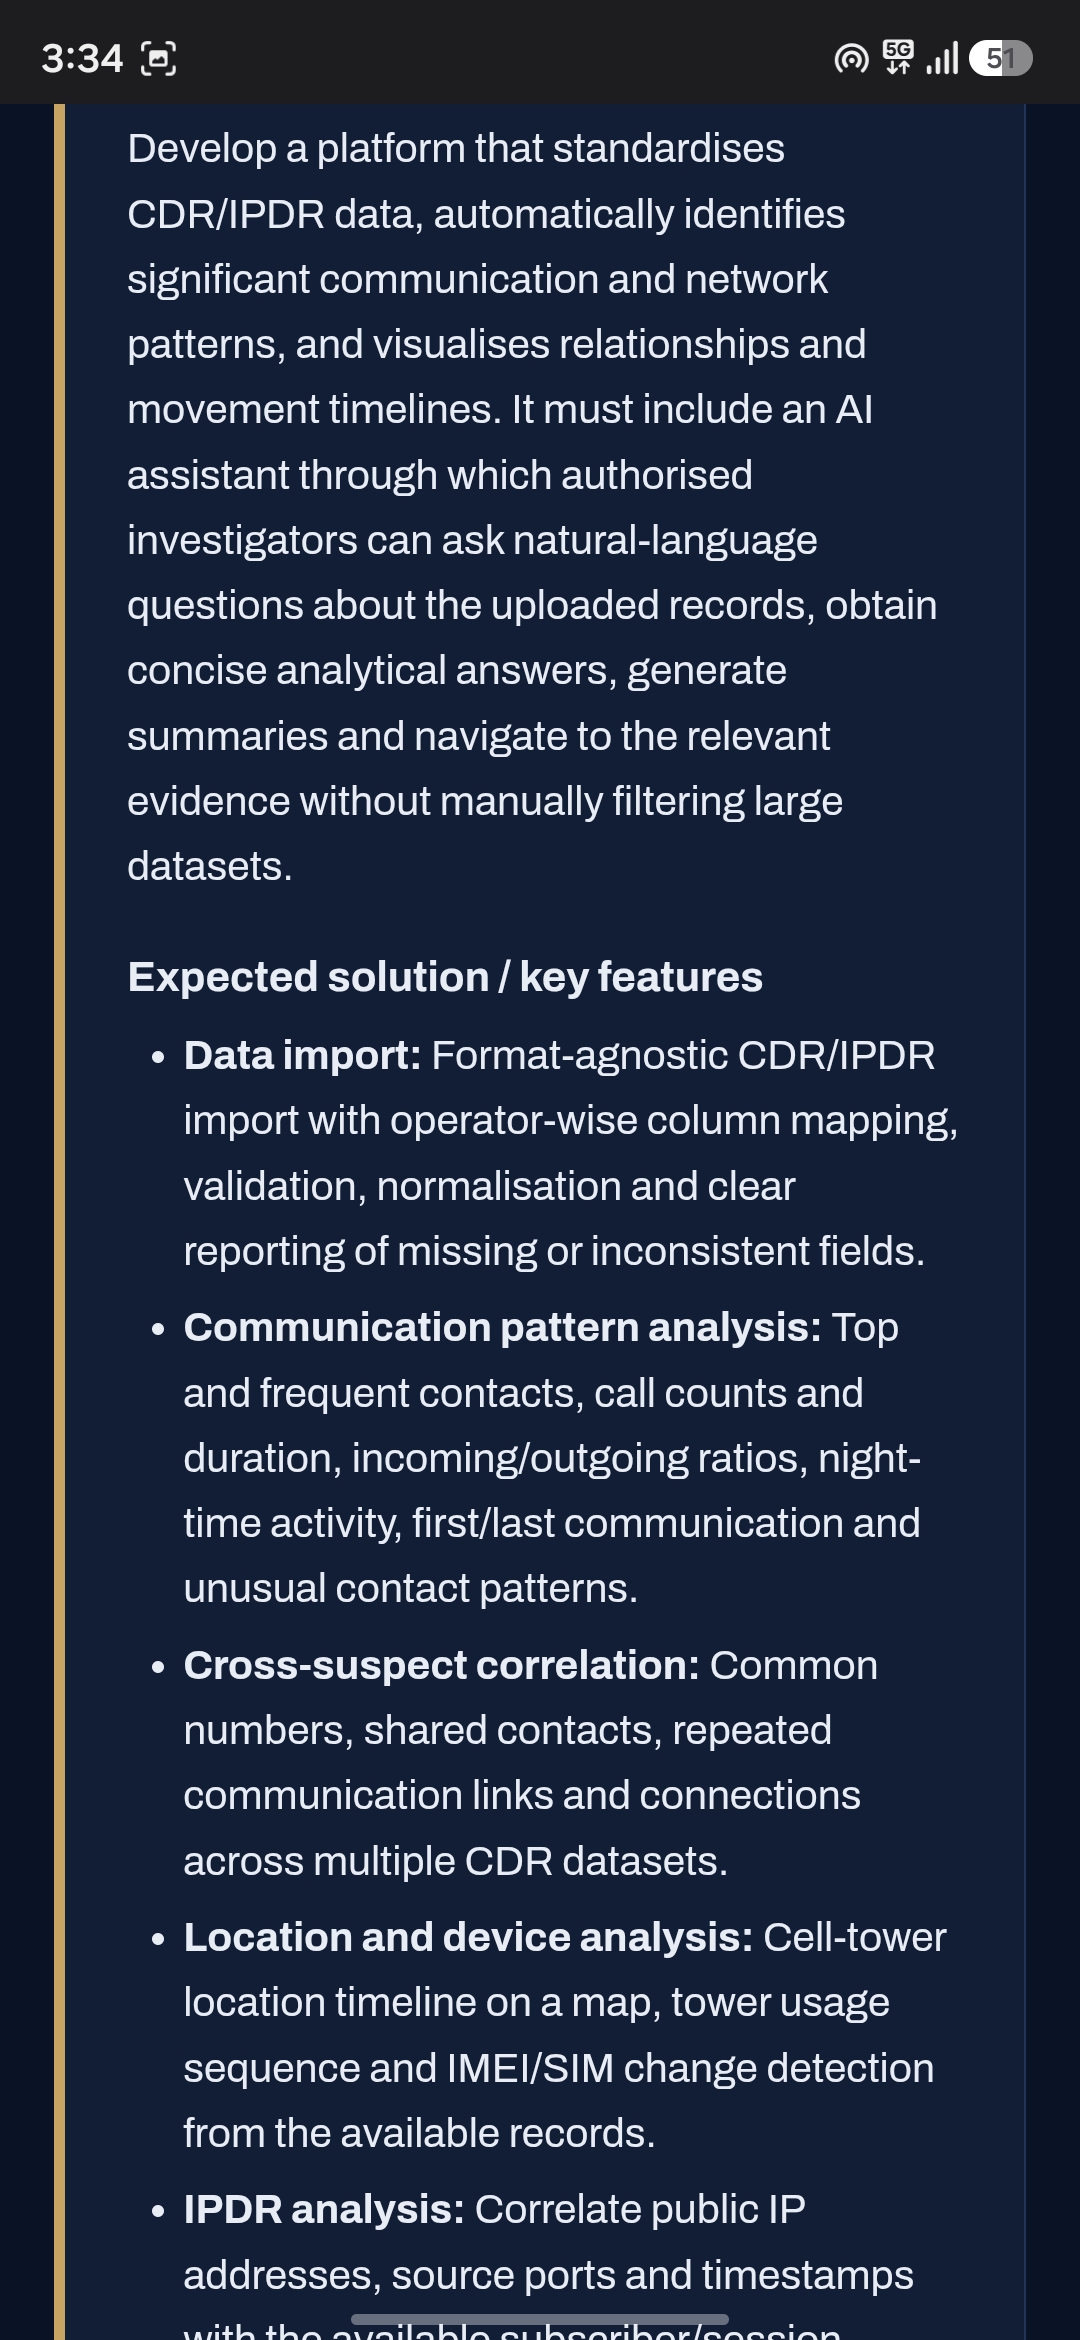 3:34
5G
51
Develop a platform that standardises
CDR/IPDR data, automatically identifies
significant communication and network
patterns, and visualises relationships and
movement timelines. It must include an AI
assistant through which authorised
investigators can ask natural-language
questions about the uploaded records, obtain
concise analytical answers, generate
summaries and navigate to the relevant
evidence without manually filtering large
datasets.
Expected solution / key features
• Data import: Format-agnostic CDR/IPDR
import with operator-wise column mapping,
validation, normalisation and clear
reporting of missing or inconsistent fields.
• Communication pattern analysis: Top
and frequent contacts, call counts and
duration, incoming/outgoing ratios, night-
time activity, first/last communication and
unusual contact patterns.
• Cross-suspect correlation: Common
numbers, shared contacts, repeated
communication links and connections
across multiple CDR datasets.
• Location and device analysis: Cell-tower
location timeline on a map, tower usage
sequence and IMEI/SIM change detection
from the available records.
• IPDR analysis: Correlate public IP
addresses, source ports and timestamps
with the available subscriber/session